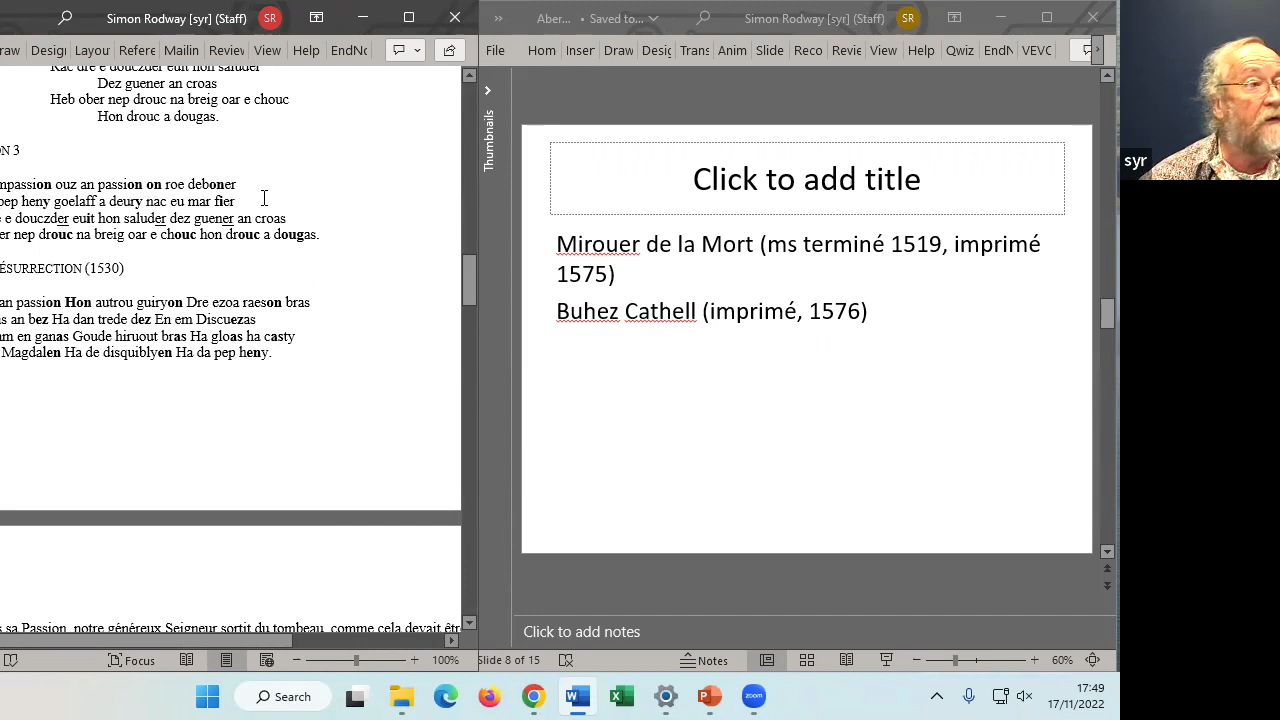 Simon Rodway [syr] (Staff) SR
Aber... • Saved to... Simon Rodway [syr] (Staff) SR
raw Desig Layou Refere Mailin Review View Help EndNo
File Hom Inser Draw Desig Trans Anim Slide Reco Revie View Help Qwiz EndN VEVC
Rac dre e douczder euit hon saluder
Dez guener an croas
Heb ober nep drouc na breig oar e chouc
Hon drouc a dougas.
ON 3
mpassion ouz an passion on roe deboner
pep heny goelaff a deury nac eu mar fier
e e douczder euit hon saluder dez guener an croas
er nep drouc na breig oar e chouc hon drouc a dougas.
ÉSURRECTION (1530)
an passion Hon autrou guiryon Dre ezoa raeson bras
s an bez Ha dan trede dez En em Discuezas
am en ganas Goude hiruout bras Ha gloas ha casty
Magdalen Ha de disquiblyen Ha da pep heny.
s sa Passion, notre généreux Seigneur sortit du tombeau, comme cela devait êtr
Focus 100%
Thumbnails
Click to add title
Mirouer de la Mort (ms terminé 1519, imprimé
1575)
Buhez Cathell (imprimé, 1576)
Click to add notes
Slide 8 of 15 Notes 60%
syr
Search
zoom
17:49
17/11/2022